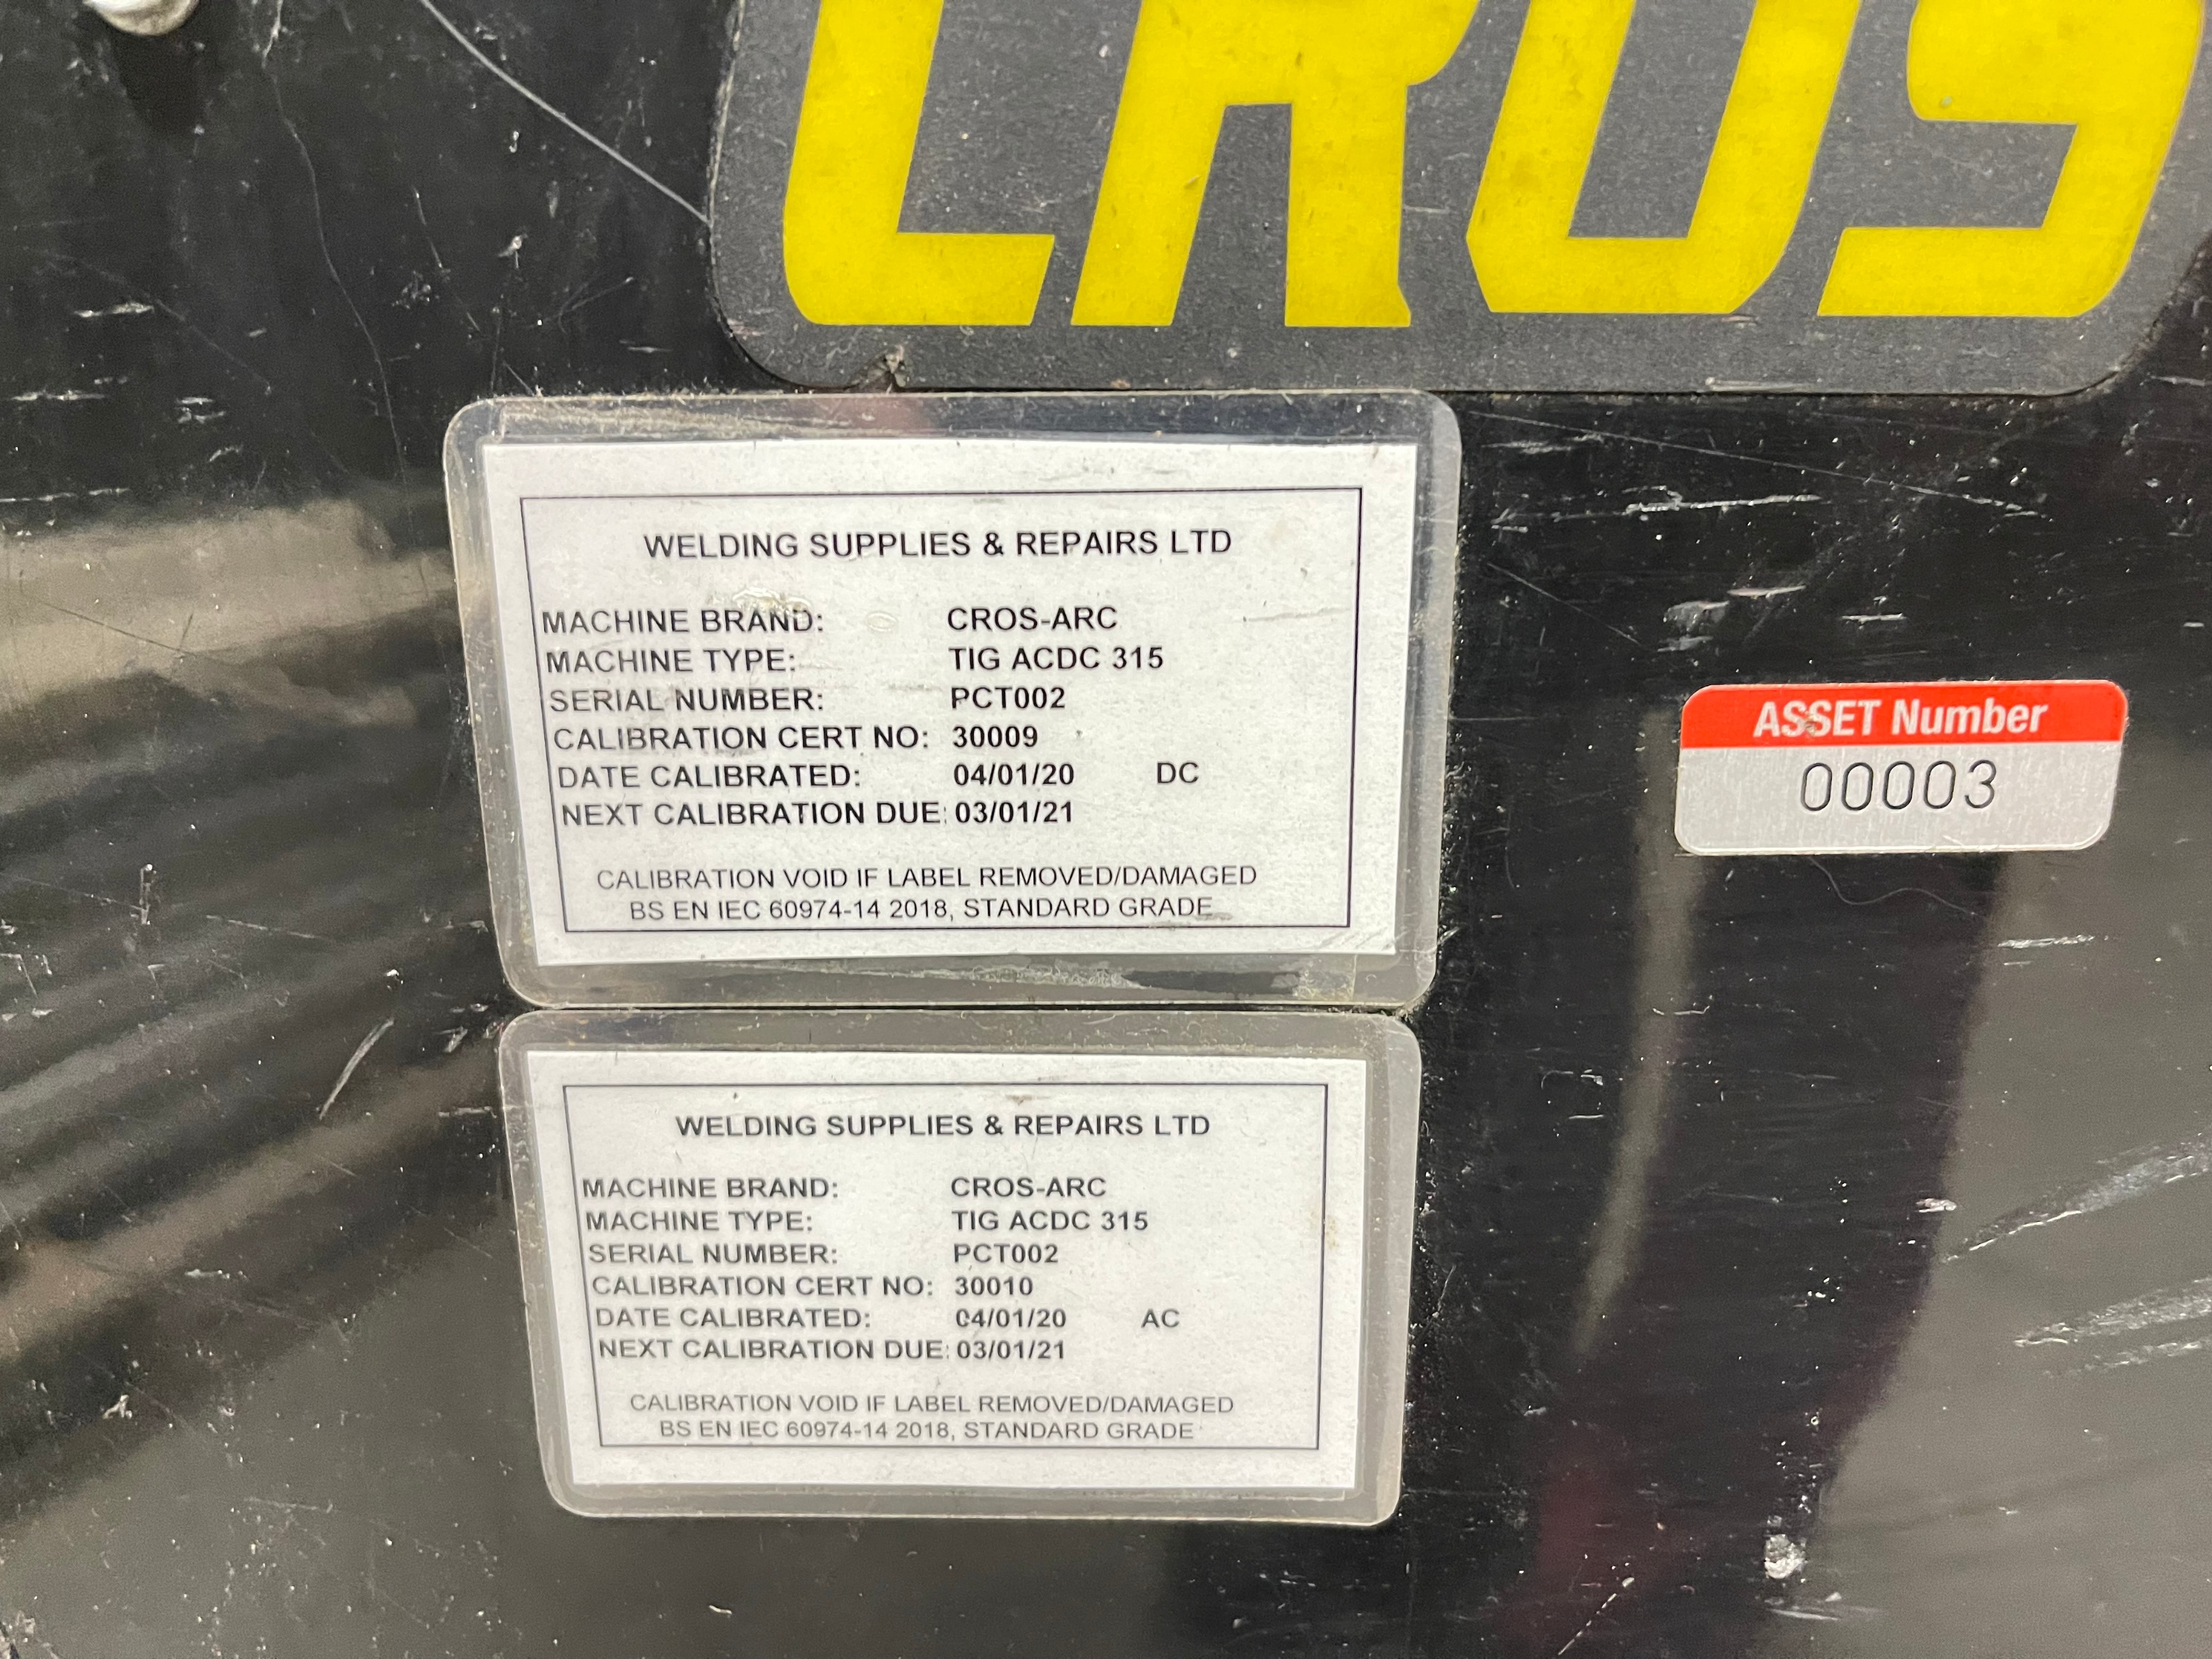 CROS
WELDING SUPPLIES & REPAIRS LTD
MACHINE BRAND: CROS-ARC
MACHINE TYPE: TIG ACDC 315
SERIAL NUMBER: PCT002
CALIBRATION CERT NO: 30009
DATE CALIBRATED: 04/01/20 DC
NEXT CALIBRATION DUE: 03/01/21
CALIBRATION VOID IF LABEL REMOVED/DAMAGED
BS EN IEC 60974-14 2018, STANDARD GRADE
ASSET Number
00003
WELDING SUPPLIES & REPAIRS LTD
MACHINE BRAND: CROS-ARC
MACHINE TYPE: TIG ACDC 315
SERIAL NUMBER: PCT002
CALIBRATION CERT NO: 30010
DATE CALIBRATED: 04/01/20 AC
NEXT CALIBRATION DUE: 03/01/21
CALIBRATION VOID IF LABEL REMOVED/DAMAGED
BS EN IEC 60974-14 2018, STANDARD GRADE